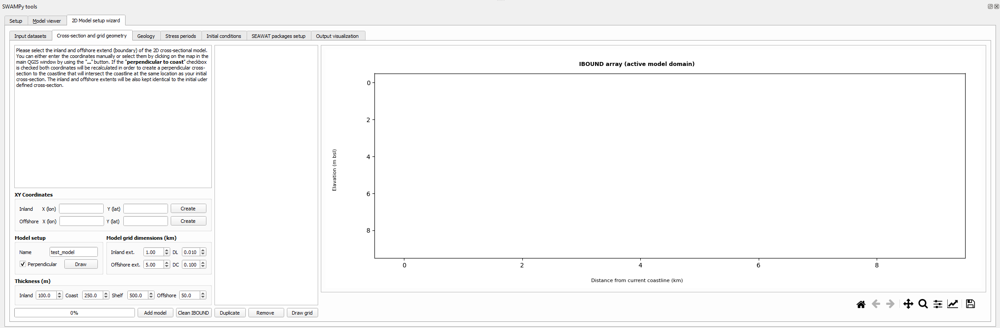 SWAMPy tools
Setup
Model viewer
2D Model setup wizard
Input datasets
Cross-section and grid geometry
Geology
Stress periods
Initial conditions
SEAWAT packages setup
Output visualization
Please select the inland and offshore extend (boundary) of the 2D cross-sectional model.
You can either enter the coordinates manually or select them by clicking on the map in the
main QGIS window by using the "..." button. If the "perpendicular to coast" checkbox
is checked both coordinates will be recalculated in order to create a perpendicular cross-
section to the coastline that will intersect the coastline at the same location as your initial
cross-section. The inland and offshore extents will be also kept identical to the initial uder
defined cross-section.
XY Coordinates
Inland X (lon) Y (lat) Create
Offshore X (lon) Y (lat) Create
Model setup
Name test_model
Perpendicular Draw
Model grid dimensions (km)
Inland ext. 1.00 DL 0.010
Offshore ext. 5.00 DC 0.100
Thickness (m)
Inland 100.0 Coast 250.0 Shelf 500.0 Offshore 50.0
0% Add model Clean IBOUND Duplicate Remove Draw grid
IBOUND array (active model domain)
Elavation (m bsl)
0
2
4
6
8
0 2 4 6 8
Distance from current coastline (km)